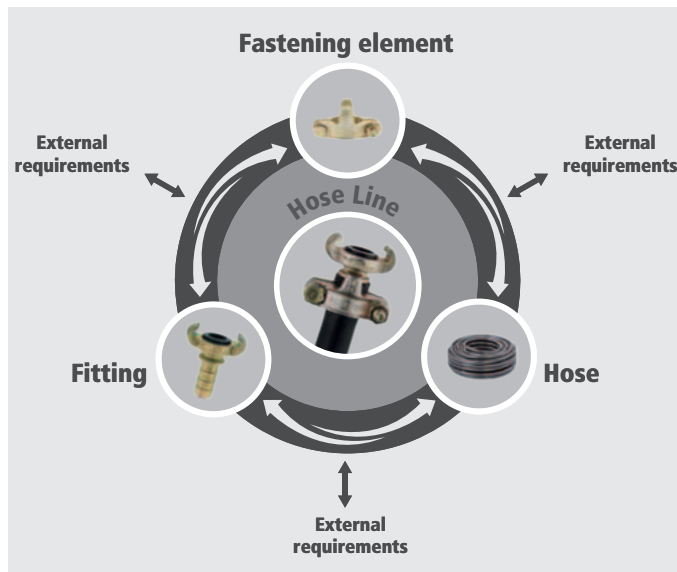 Fastening element
External
requirements
External
requirements
Hose Line
Fitting
Hose
External
requirements